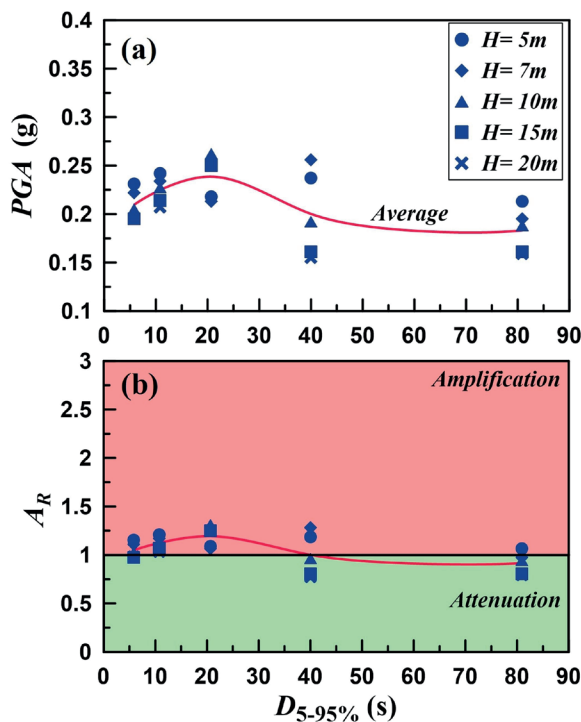 (a)
PGA (g)
0.4
0.35
0.3
0.25
0.2
0.15
0.1
H= 5m
H= 7m
H= 10m
H= 15m
H= 20m
Average
0 10 20 30 40 50 60 70 80 90
(b)
A_R
3
2.5
2
1.5
1
0.5
0
Amplification
Attenuation
0 10 20 30 40 50 60 70 80 90
D5-95% (s)